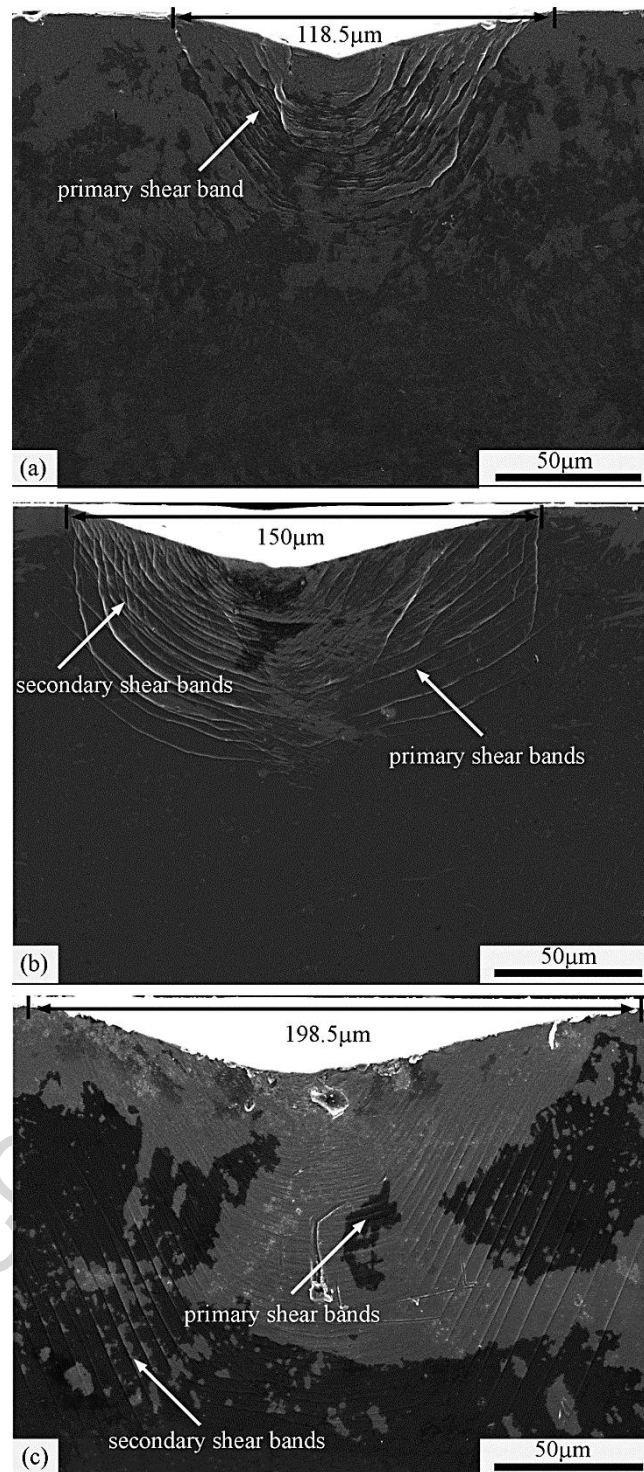 118.5μm
primary shear band
(a)
50μm
150μm
secondary shear bands
primary shear bands
(b)
50μm
198.5μm
primary shear bands
secondary shear bands
(c)
50μm